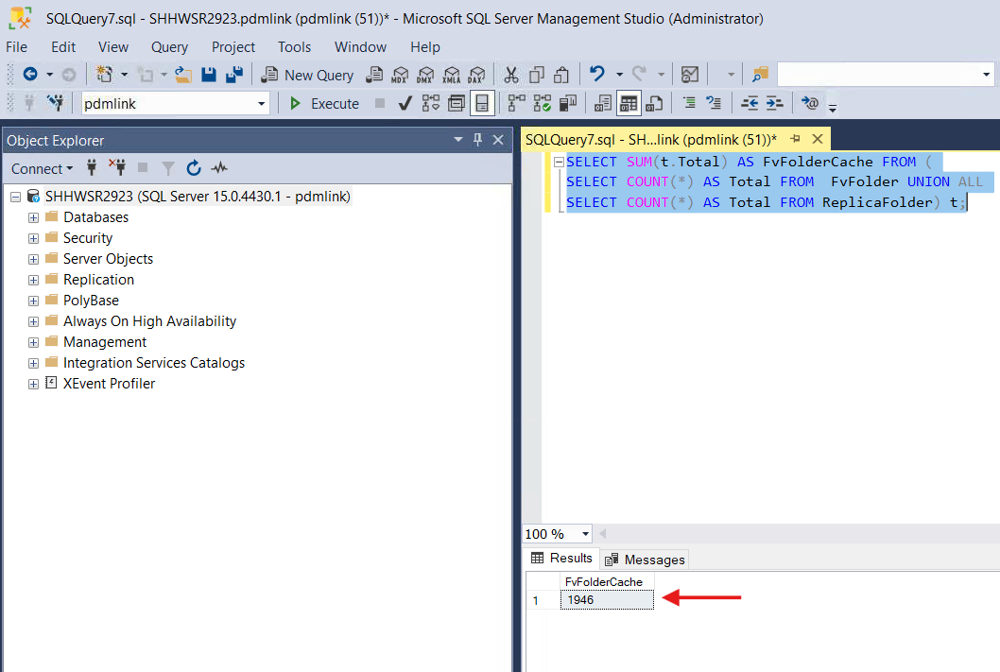 SQLQuery7.sql - SHHWSR2923.pdmlink (pdmlink (51))* - Microsoft SQL Server Management Studio (Administrator)
File Edit View Query Project Tools Window Help
New Query MDX DMX XMLA DAX
pdmlink Execute
Object Explorer
Connect
SHHWSR2923 (SQL Server 15.0.4430.1 - pdmlink)
Databases
Security
Server Objects
Replication
PolyBase
Always On High Availability
Management
Integration Services Catalogs
XEvent Profiler
SQLQuery7.sql - SH...link (pdmlink (51))*
SELECT SUM(t.Total) AS FvFolderCache FROM (
SELECT COUNT(*) AS Total FROM  FvFolder UNION ALL
SELECT COUNT(*) AS Total FROM ReplicaFolder) t;
100 %
Results Messages
FvFolderCache
1 1946